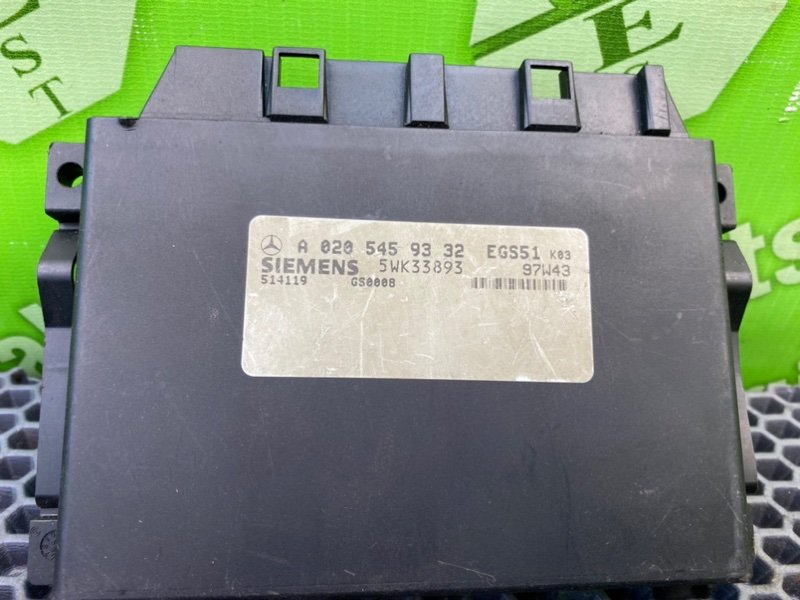 A 020 545 93 32 EGS51 K03
SIEMENS 5WK33893 97W43
514119 GS0008